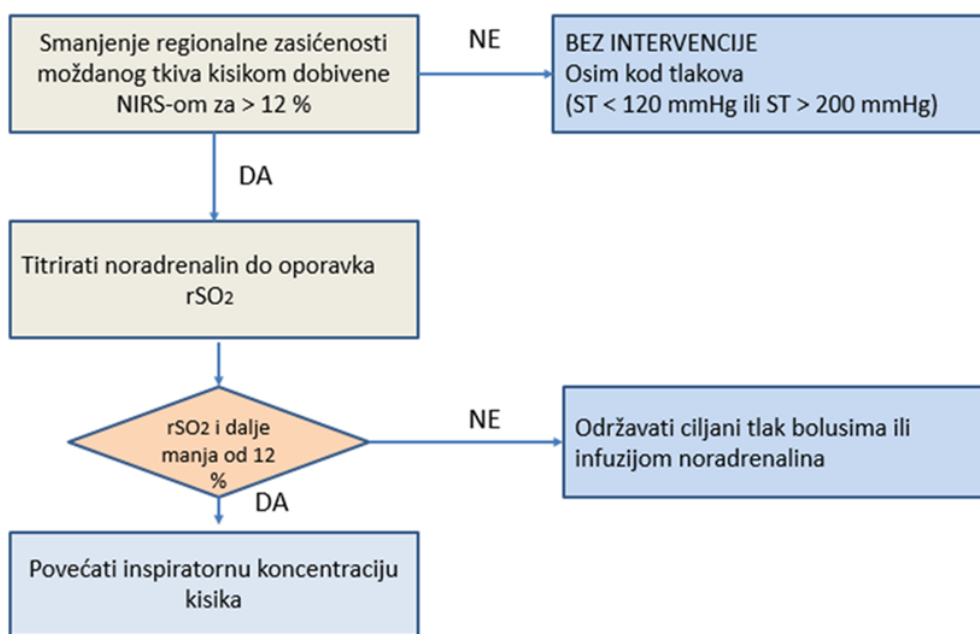 Smanjenje regionalne zasićenosti
moždanog tkiva kisikom dobivene
NIRS-om za > 12 %
NE
BEZ INTERVENCIJE
Osim kod tlakova
(ST < 120 mmHg ili ST > 200 mmHg)
DA
Titrirati noradrenalin do oporavka
rSO₂
rSO₂ i dalje
manja od 12
%
NE
Održavati ciljani tlak bolusima ili
infuzijom noradrenalina
DA
Povećati inspiratornu koncentraciju
kisika